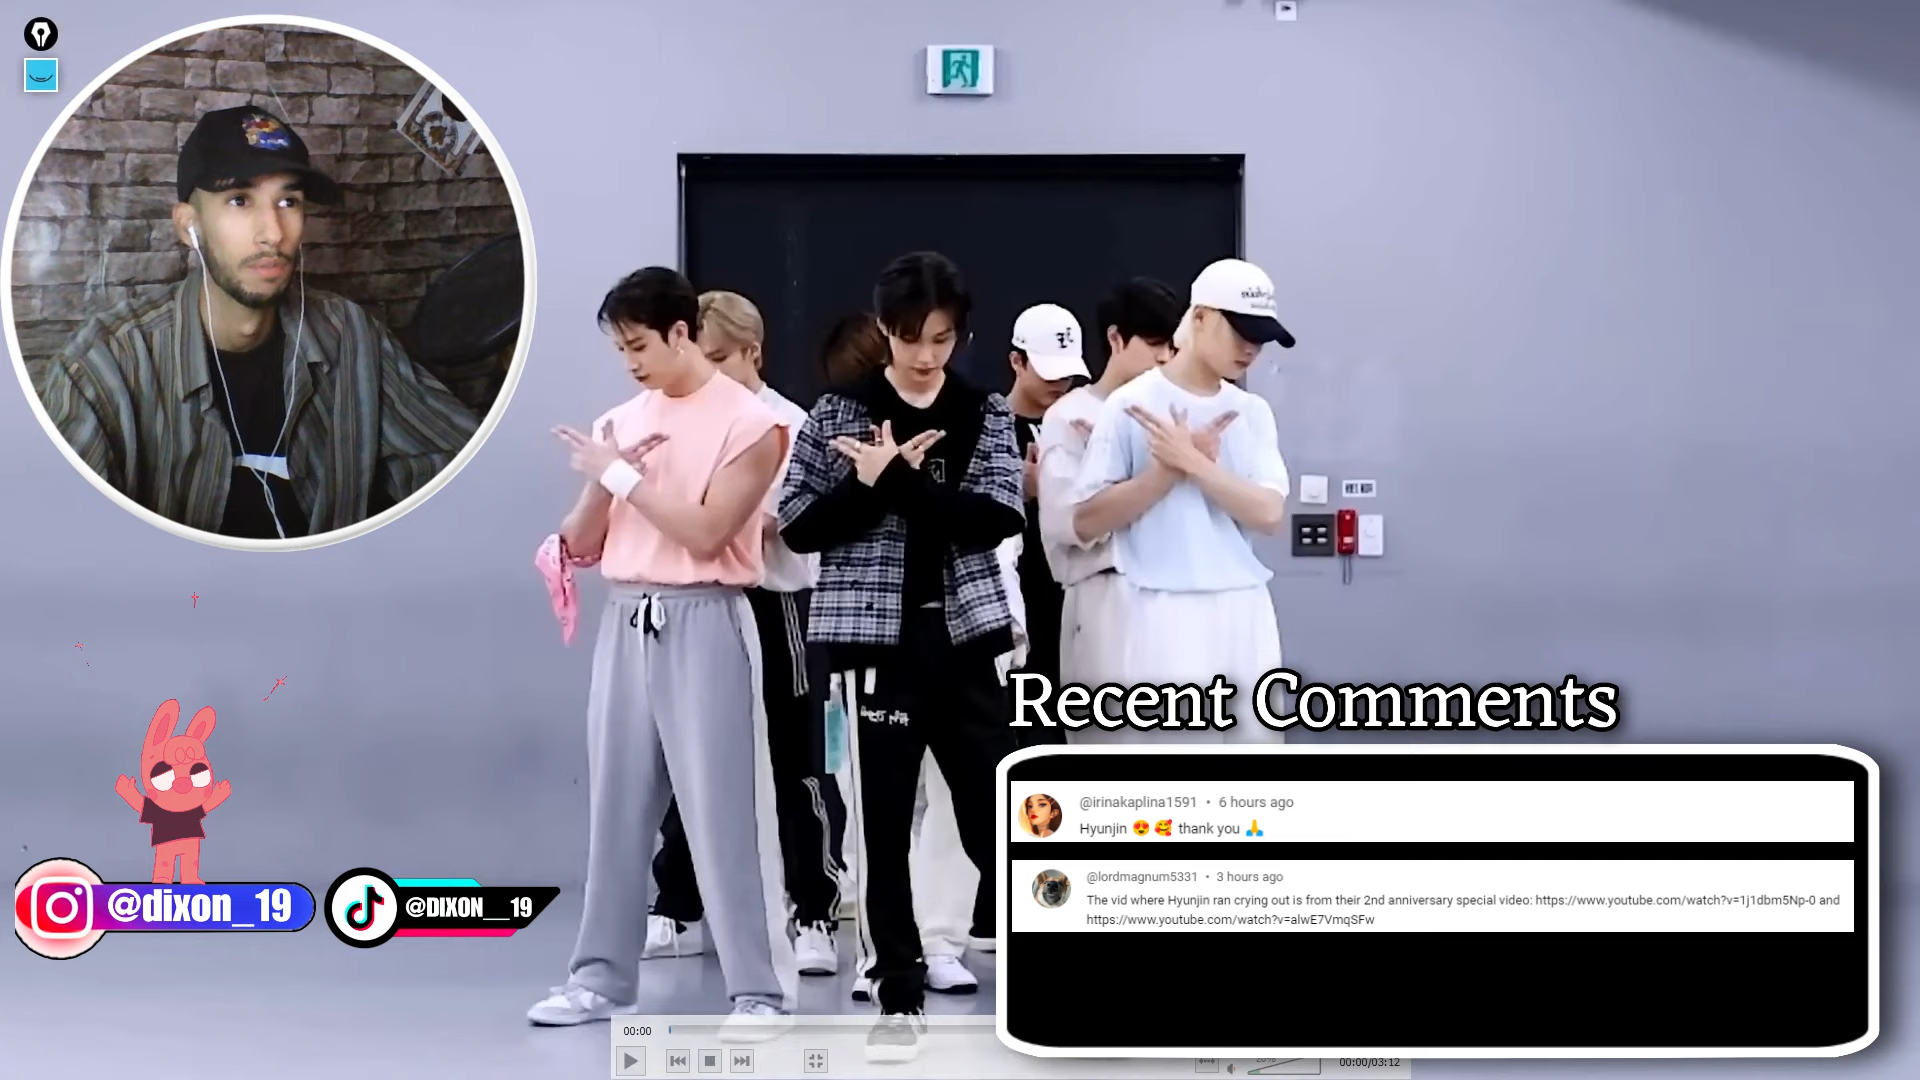 Recent Comments
@irinakaplina1591 • 6 hours ago
Hyunjin 😍 🥰 thank you 🙏
@lordmagnum5331 • 3 hours ago
The vid where Hyunjin ran crying out is from their 2nd anniversary special video: https://www.youtube.com/watch?v=1j1dbm5Np-0 and
https://www.youtube.com/watch?v=alwE7VmqSFw
@dixon_19
@DIXON__19
00:00
00:00/03:12